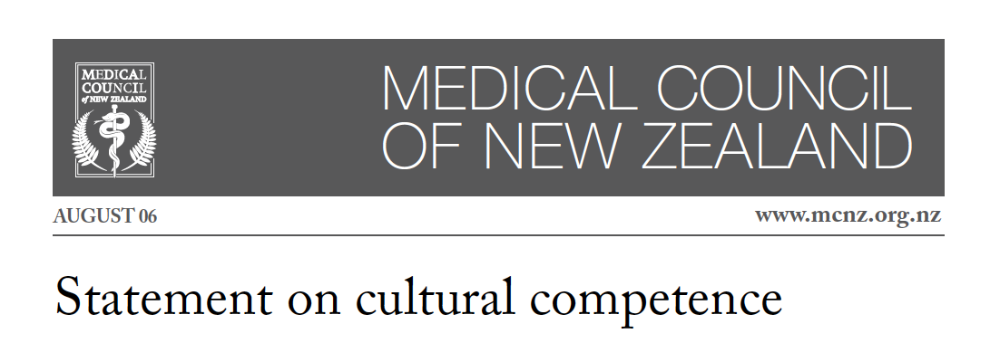 MEDICAL
COUNCIL
of NEW ZEALAND
MEDICAL COUNCIL
OF NEW ZEALAND
AUGUST 06
www.mcnz.org.nz
Statement on cultural competence